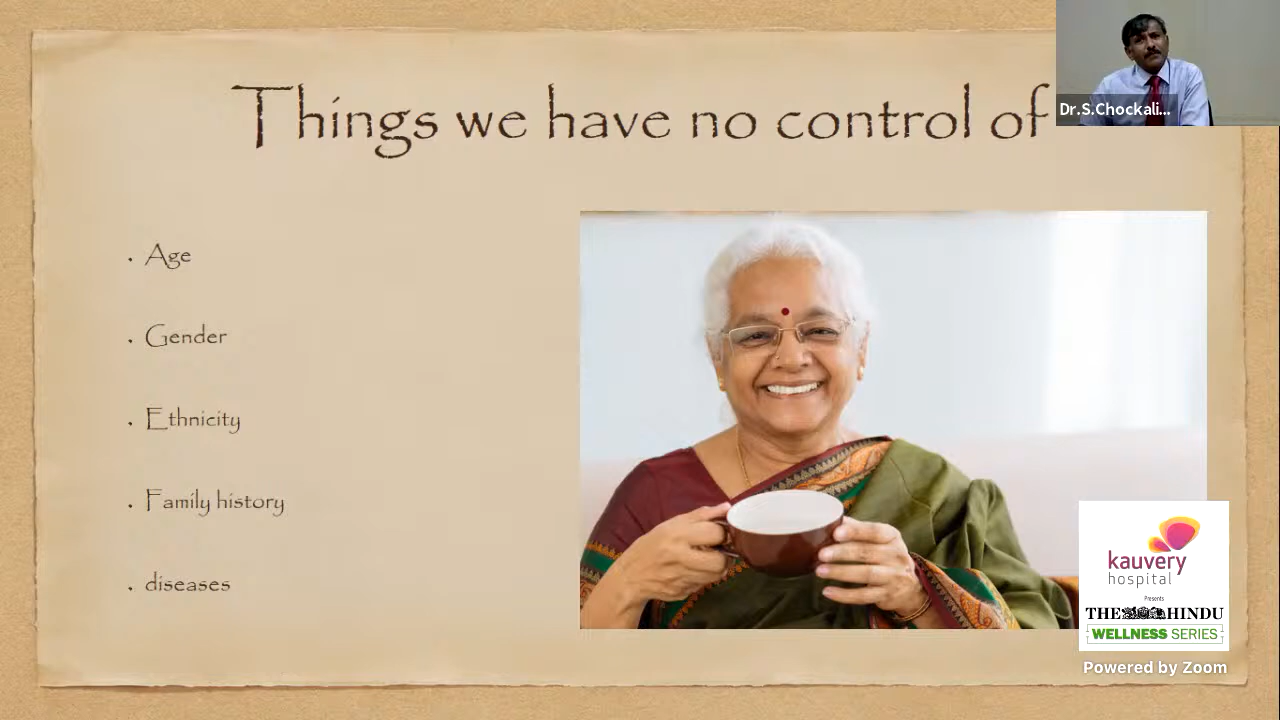 Things we have no control of
Dr.S.Chockali...
. Age
. Gender
. Ethnicity
. Family history
. diseases
kauvery
hospital
Presents
THE HINDU
WELLNESS SERIES
Powered by Zoom